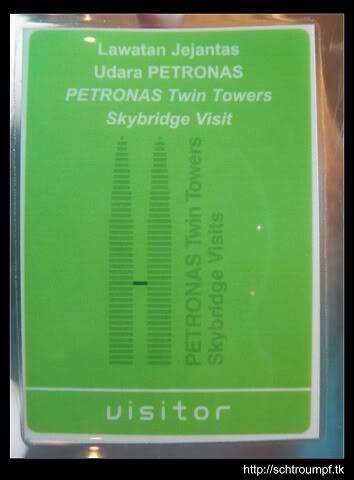 Lawatan Jejantas
Udara PETRONAS
PETRONAS Twin Towers
Skybridge Visit
PETRONAS Twin Towers
Skybridge Visits
visitor
http://schtroumpf.tk